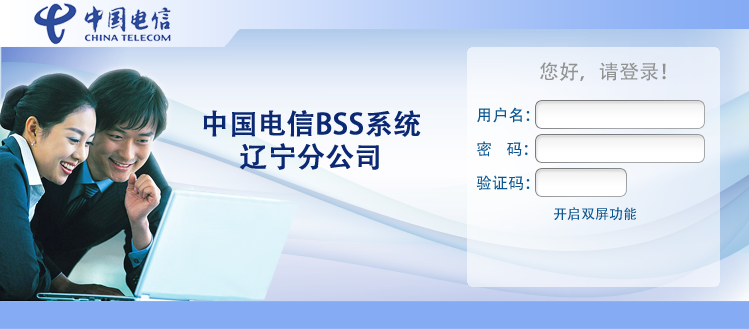 中国电信
CHINA TELECOM
您好，请登录！
中国电信BSS系统
辽宁分公司
用户名：
密 码：
验证码：
开启双屏功能